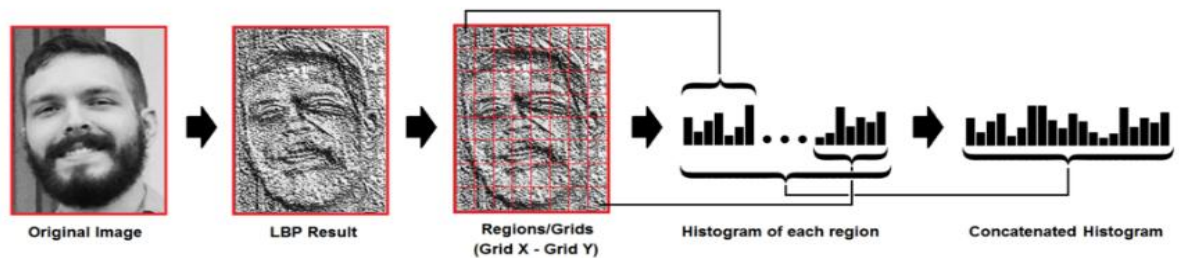 Original Image
LBP Result
Regions/Grids
(Grid X - Grid Y)
Histogram of each region
Concatenated Histogram